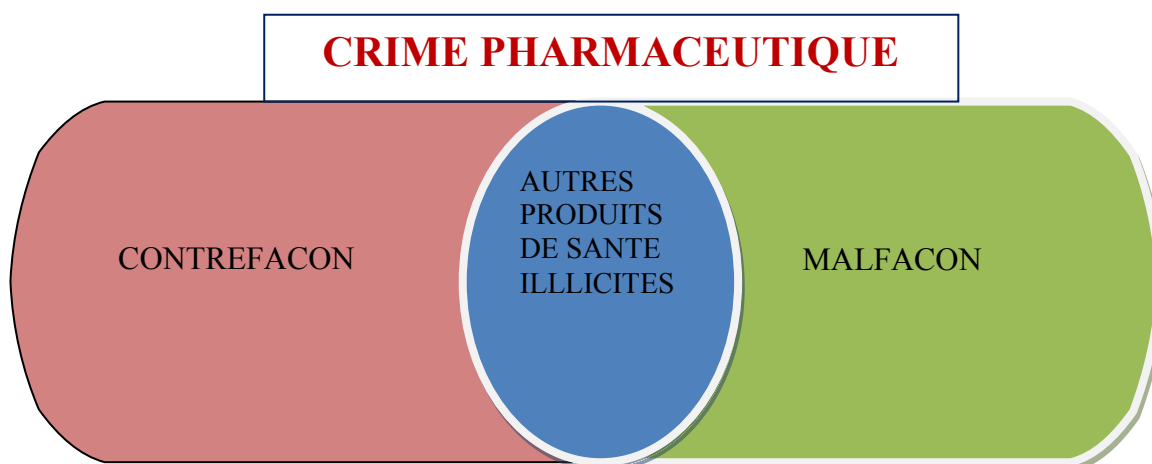 CRIME PHARMACEUTIQUE
CONTREFACON
AUTRES
PRODUITS
DE SANTE
ILLLICITES
MALFACON